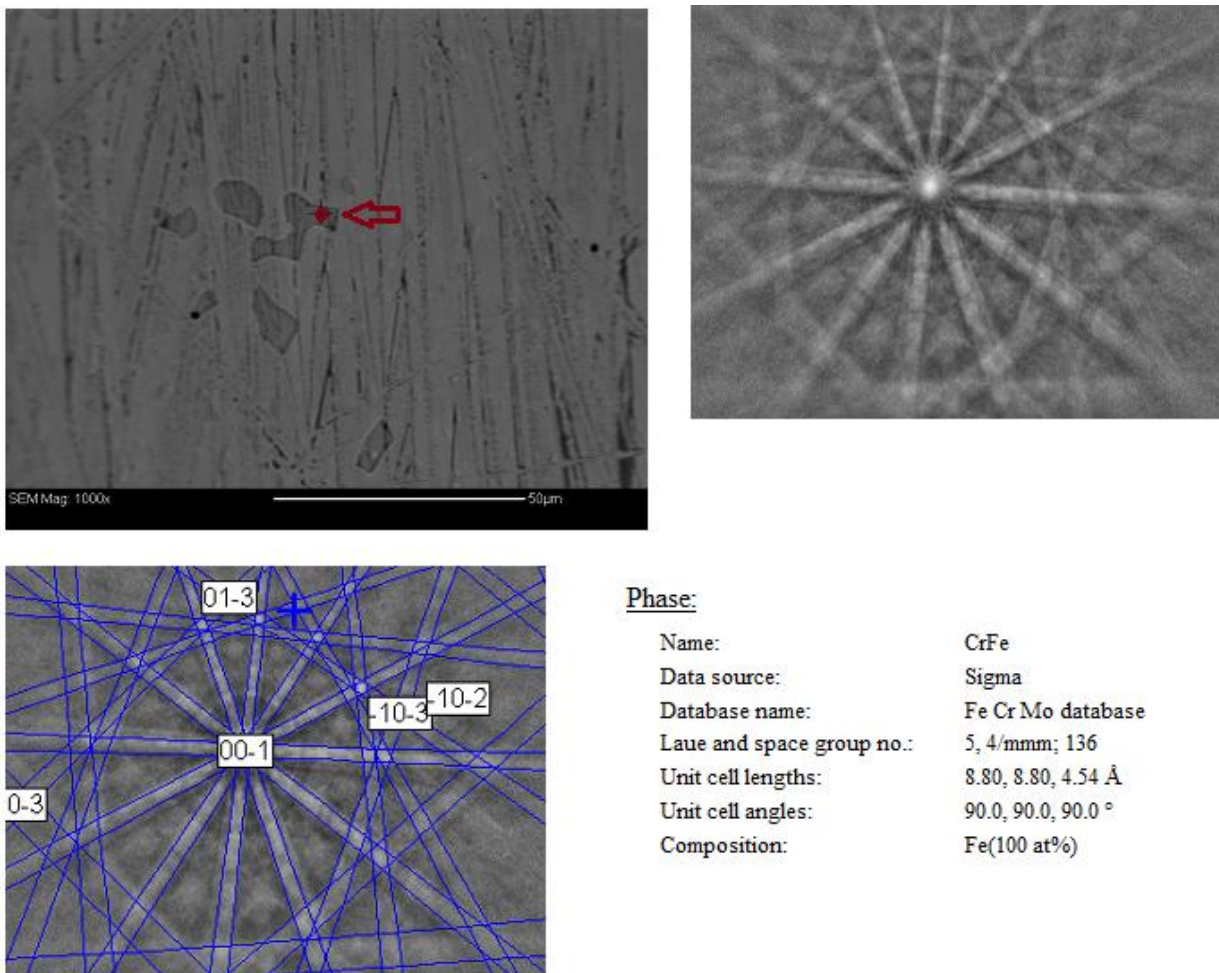 SEM Mag: 1000x
50µm
01-3
-10-3
-10-2
00-1
0-3
Phase:
Name: CrFe
Data source: Sigma
Database name: Fe Cr Mo database
Laue and space group no.: 5, 4/mmm; 136
Unit cell lengths: 8.80, 8.80, 4.54 Å
Unit cell angles: 90.0, 90.0, 90.0 °
Composition: Fe(100 at%)